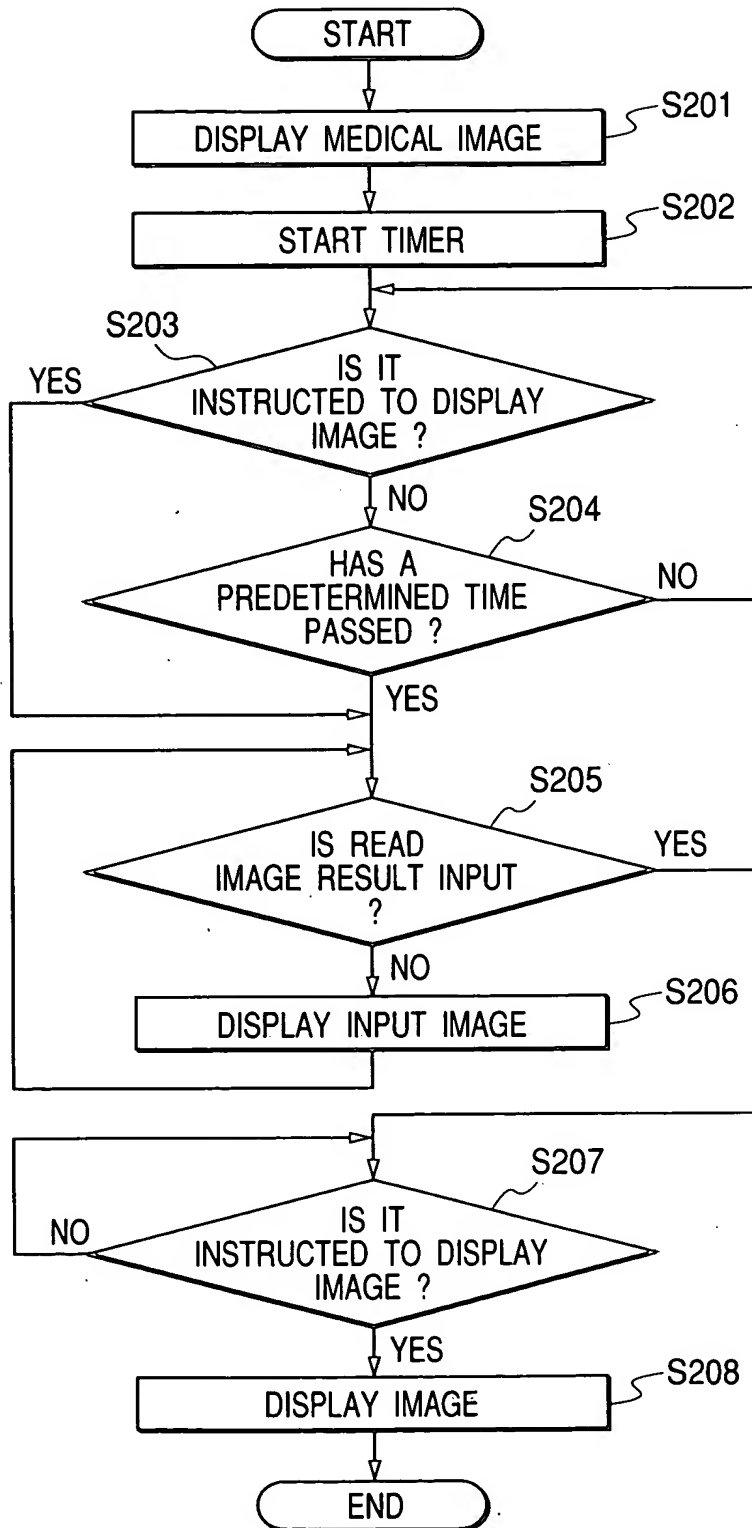 START
DISPLAY MEDICAL IMAGE
S201
START TIMER
S202
S203
YES
IS IT
INSTRUCTED TO DISPLAY
IMAGE ?
NO
S204
HAS A
PREDETERMINED TIME
PASSED ?
NO
YES
S205
IS READ
IMAGE RESULT INPUT
?
YES
NO
DISPLAY INPUT IMAGE
S206
S207
IS IT
INSTRUCTED TO DISPLAY
IMAGE ?
NO
YES
DISPLAY IMAGE
S208
END